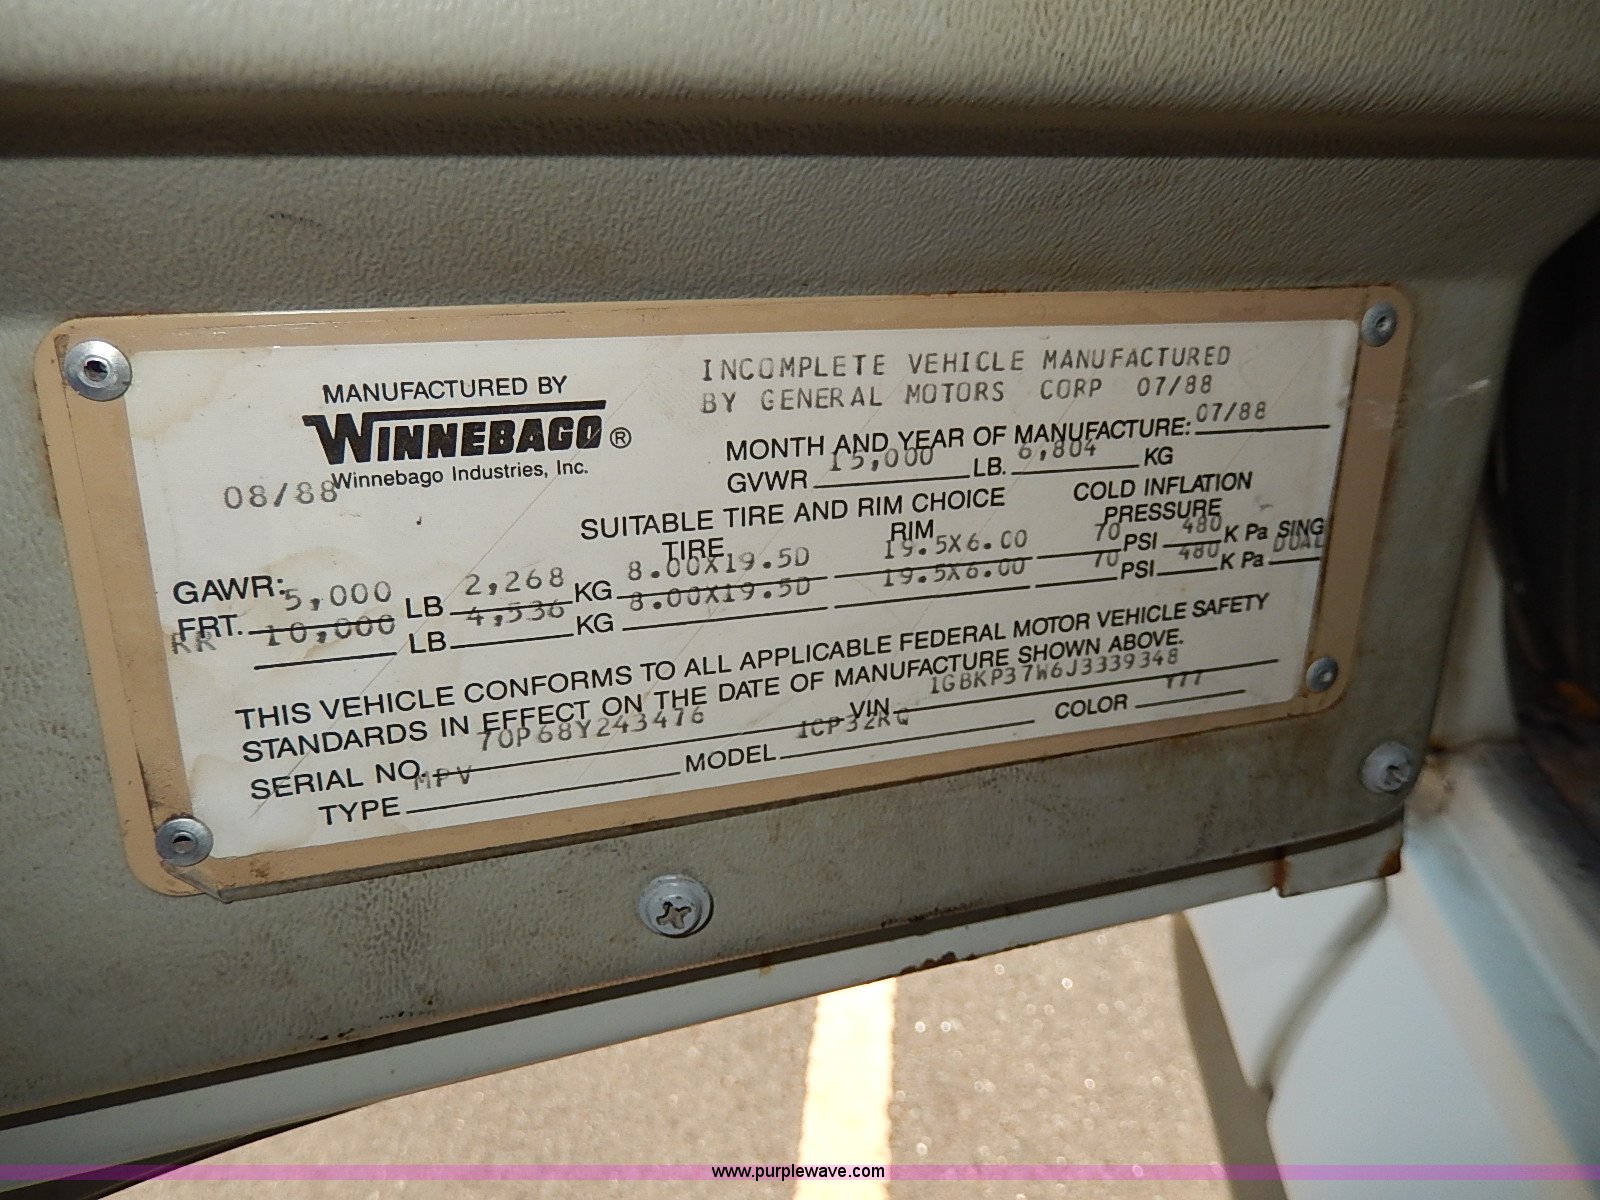 INCOMPLETE VEHICLE MANUFACTURED
BY GENERAL MOTORS CORP 07/88
MANUFACTURED BY
WINNEBAGO®
Winnebago Industries, Inc.
08/88
MONTH AND YEAR OF MANUFACTURE: 07/88
GVWR 15,000 LB. 6,804 KG
SUITABLE TIRE AND RIM CHOICE
COLD INFLATION
PRESSURE
TIRE RIM
GAWR:
FRT. 5,000 LB 2,268 KG 8.00X19.5D 19.5X6.00 70 PSI 480 K Pa SING
RR 10,000 LB. 4,536 KG 8.00X19.5D 19.5X6.00 70 PSI 480 K Pa DUAL
THIS VEHICLE CONFORMS TO ALL APPLICABLE FEDERAL MOTOR VEHICLE SAFETY
STANDARDS IN EFFECT ON THE DATE OF MANUFACTURE SHOWN ABOVE.
SERIAL NO. 70P68Y243476 VIN 1GBKP37W6J3339348
TYPE MPV MODEL 1CP32RQ COLOR
www.purplewave.com